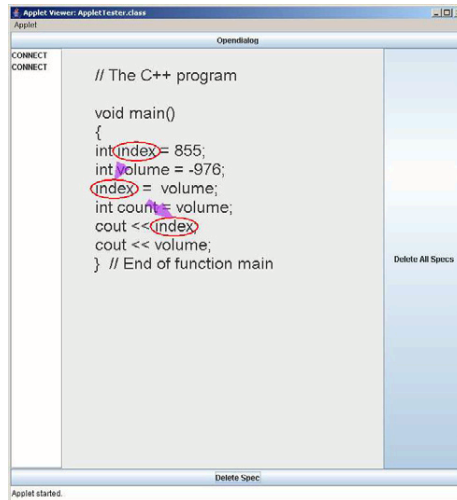 Applet Viewer: AppletTester.class
Applet
Opendialog
CONNECT
CONNECT
// The C++ program
void main()
{
int index = 855;
int volume = -976;
index = volume;
int count = volume;
cout << index;
cout << volume;
} // End of function main
Delete All Specs
Delete Spec
Applet started.